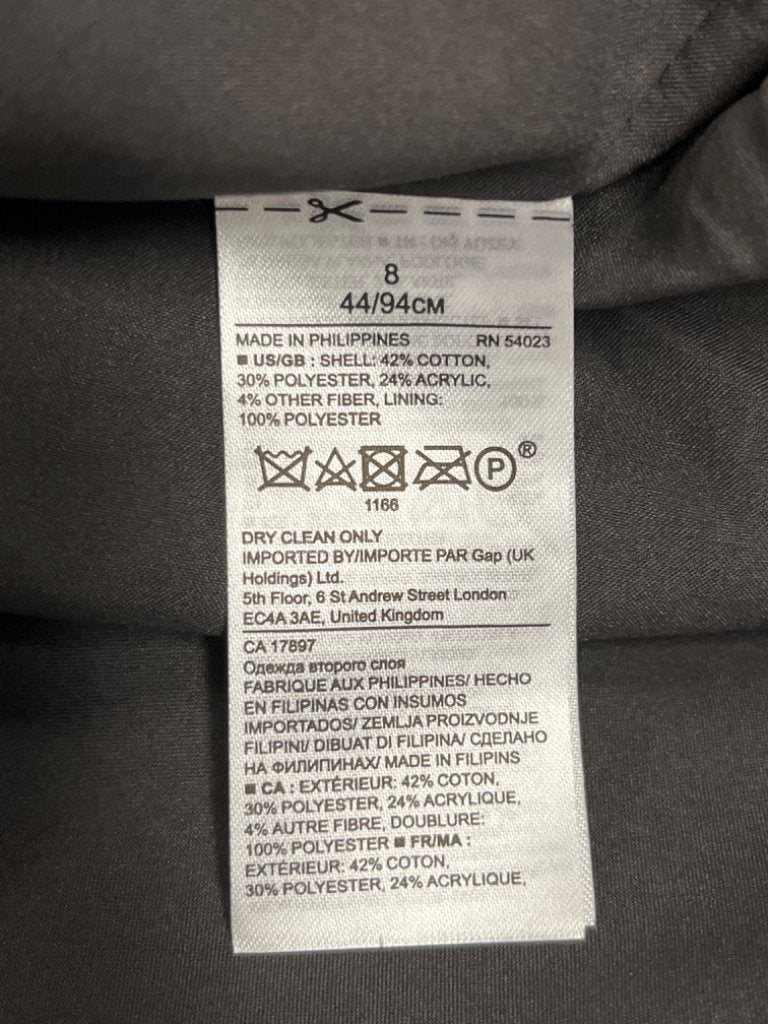 8
44/94CM
MADE IN PHILIPPINES RN 54023
■ US/GB : SHELL: 42% COTTON,
30% POLYESTER, 24% ACRYLIC,
4% OTHER FIBER, LINING:
100% POLYESTER
P ®
1166
DRY CLEAN ONLY
IMPORTED BY/IMPORTE PAR Gap (UK
Holdings) Ltd.
5th Floor, 6 St Andrew Street London
EC4A 3AE, United Kingdom
CA 17897
Одежда второго слоя
FABRIQUE AUX PHILIPPINES/ HECHO
EN FILIPINAS CON INSUMOS
IMPORTADOS/ ZEMLJA PROIZVODNJE
FILIPINI/ DIBUAT DI FILIPINA/ СДЕЛАНО
НА ФИЛИПИНАХ/ MADE IN FILIPINS
■ CA : EXTÉRIEUR: 42% COTON,
30% POLYESTER, 24% ACRYLIQUE,
4% AUTRE FIBRE, DOUBLURE:
100% POLYESTER ■ FR/MA :
EXTÉRIEUR: 42% COTON,
30% POLYESTER, 24% ACRYLIQUE,